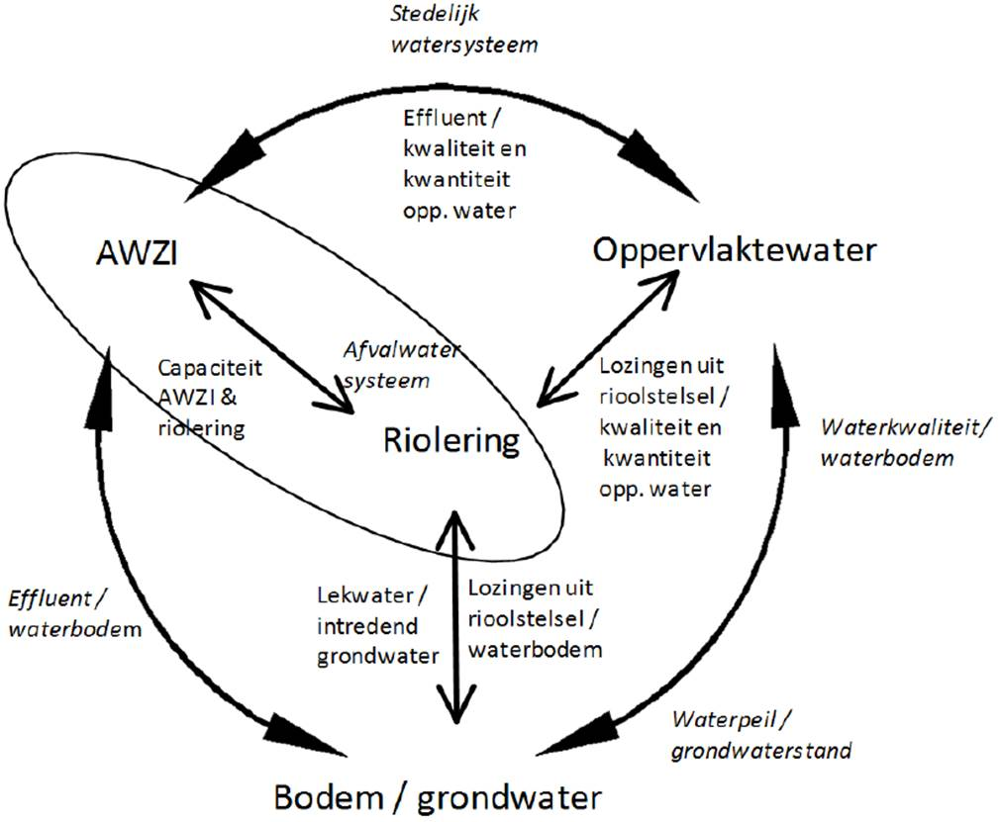 Stedelijk
watersysteem
Effluent /
kwaliteit en
kwantiteit
opp. water
AWZI
Oppervlaktewater
Capaciteit
AWZI &
riolering
Afvalwater
systeem
Riolering
Lozingen uit
rioolstelsel /
kwaliteit en
kwantiteit
opp. water
Waterkwaliteit/
waterbodem
Effluent /
waterbodem
Lekwater /
intredend
grondwater
Lozingen uit
rioolstelsel /
waterbodem
Waterpeil /
grondwaterstand
Bodem / grondwater